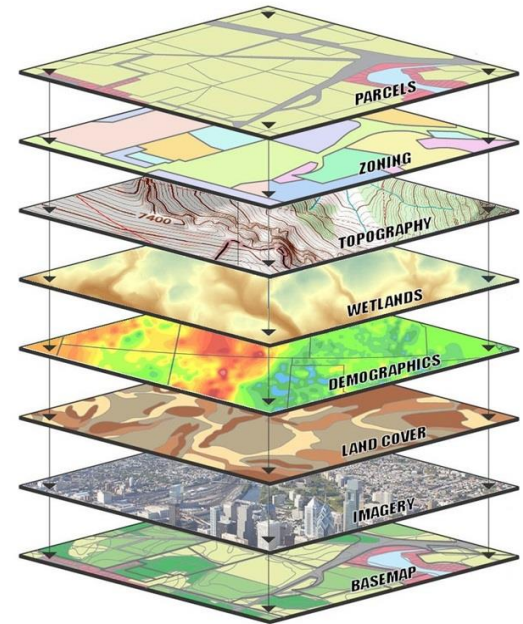 PARCELS
ZONING
7400
TOPOGRAPHY
WETLANDS
DEMOGRAPHICS
LAND COVER
IMAGERY
BASEMAP